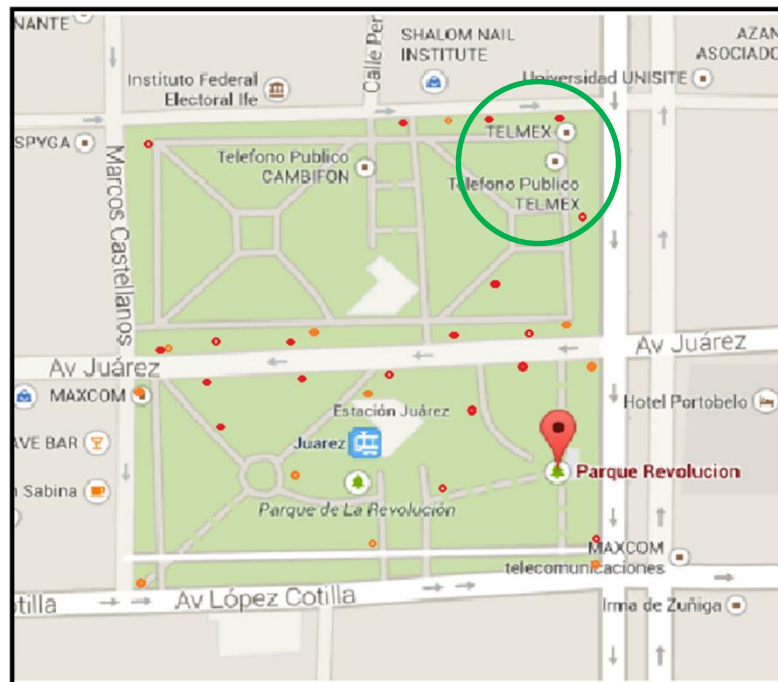 NANTE
SHALOM NAIL
INSTITUTE
AZAN
ASOCIADO
Calle Per
Instituto Federal
Electoral Ife
Universidad UNISITE
SPYGA
TELMEX
Telefono Publico
CAMBIFON
Telefono Publico
TELMEX
Marcos Castellanos
Av Juárez
Av Juárez
MAXCOM
Hotel Portobelo
Estación Juárez
AVE BAR
Juarez
Parque Revolucion
n Sabina
Parque de La Revolución
MAXCOM
telecomunicaciones
otilla
Av López Cotilla
Irma de Zuñiga